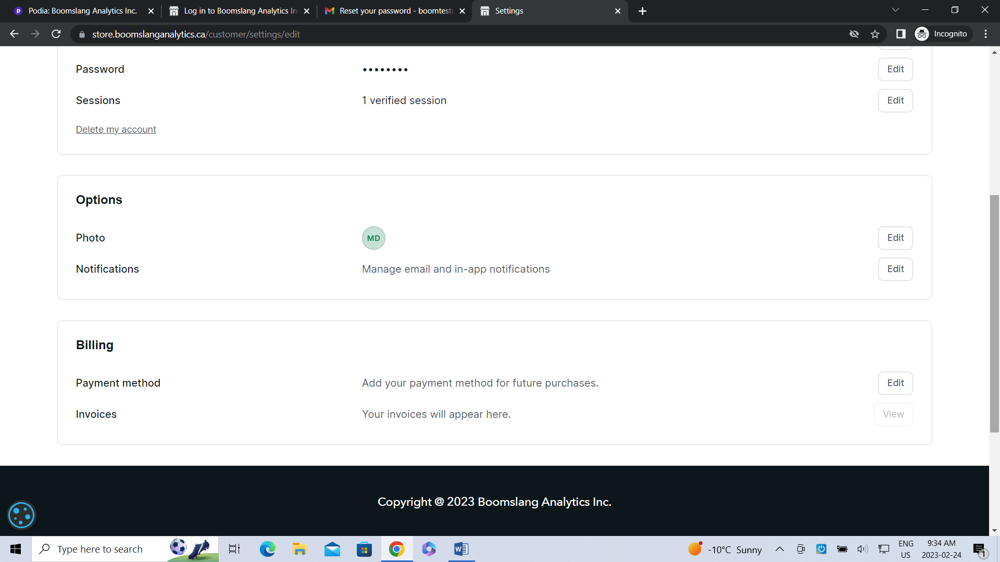 Podia: Boomslang Analytics Inc.
Log in to Boomslang Analytics In
Reset your password - boomtesti
Settings
store.boomslanganalytics.ca/customer/settings/edit
Incognito
Password
••••••••
Edit
Sessions
1 verified session
Edit
Delete my account
Options
Photo
MD
Edit
Notifications
Manage email and in-app notifications
Edit
Billing
Payment method
Add your payment method for future purchases.
Edit
Invoices
Your invoices will appear here.
View
Copyright @ 2023 Boomslang Analytics Inc.
Type here to search
-10°C Sunny
ENG
US
9:34 AM
2023-02-24
1